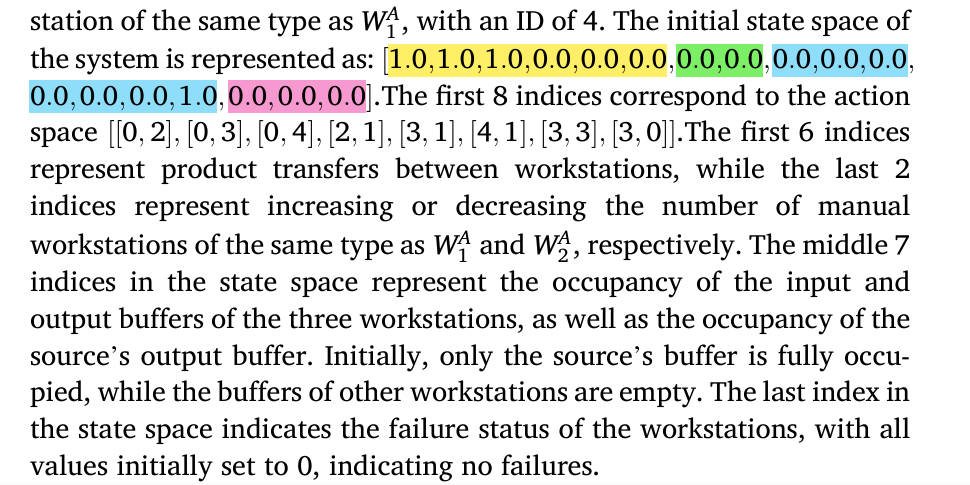 station of the same type as W₁ᴬ, with an ID of 4. The initial state space of
the system is represented as: [1.0,1.0,1.0,0.0,0.0,0.0,0.0,0.0,0.0,0.0,0.0,
0.0,0.0,0.0,1.0,0.0,0.0,0.0].The first 8 indices correspond to the action
space [[0, 2], [0, 3], [0, 4], [2, 1], [3, 1], [4, 1], [3, 3], [3, 0]].The first 6 indices
represent product transfers between workstations, while the last 2
indices represent increasing or decreasing the number of manual
workstations of the same type as W₁ᴬ and W₂ᴬ, respectively. The middle 7
indices in the state space represent the occupancy of the input and
output buffers of the three workstations, as well as the occupancy of the
source's output buffer. Initially, only the source's buffer is fully occu-
pied, while the buffers of other workstations are empty. The last index in
the state space indicates the failure status of the workstations, with all
values initially set to 0, indicating no failures.